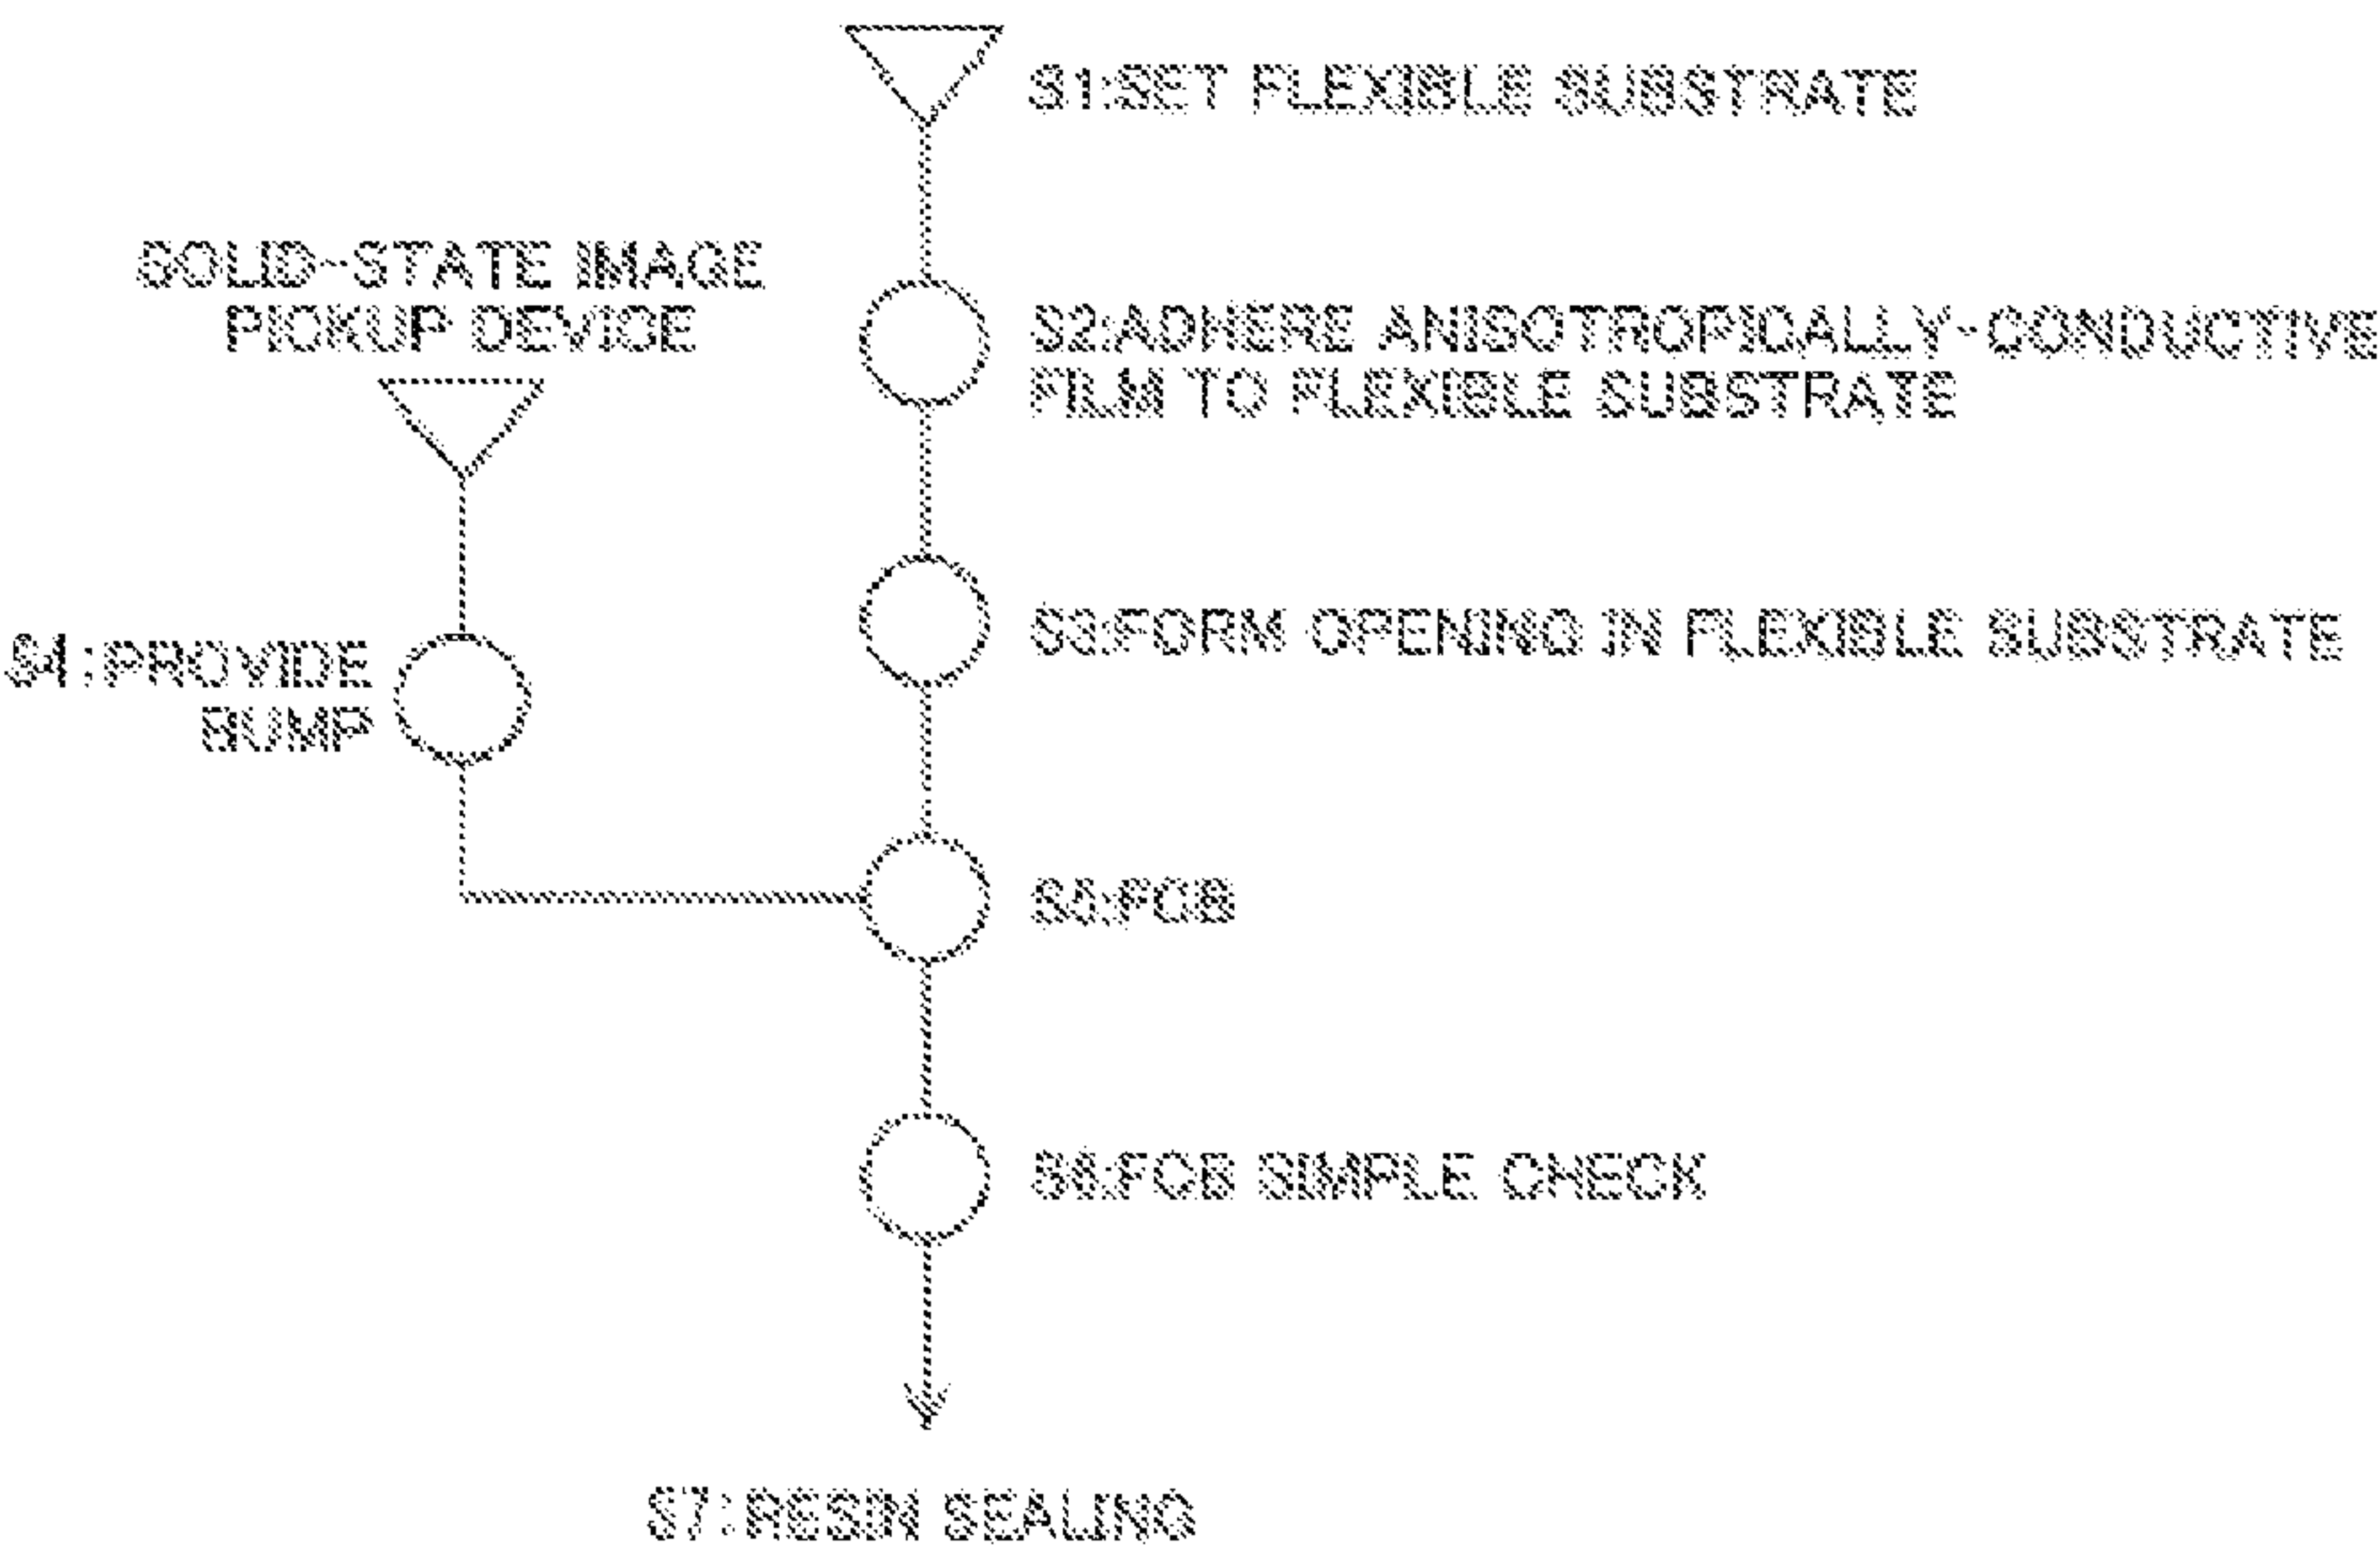 S1:SET FLEXIBLE SUBSTRATE
SOLID-STATE IMAGE
PICKUP DEVICE
S2:ADHERE ANISOTROPICALLY-CONDUCTIVE
FILM TO FLEXIBLE SUBSTRATE
S3:FORM OPENING IN FLEXIBLE SUBSTRATE
S4:PROVIDE
BUMP
S5:FCB
S6:FCB SIMPLE CHECK
S7:RESIN SEALING